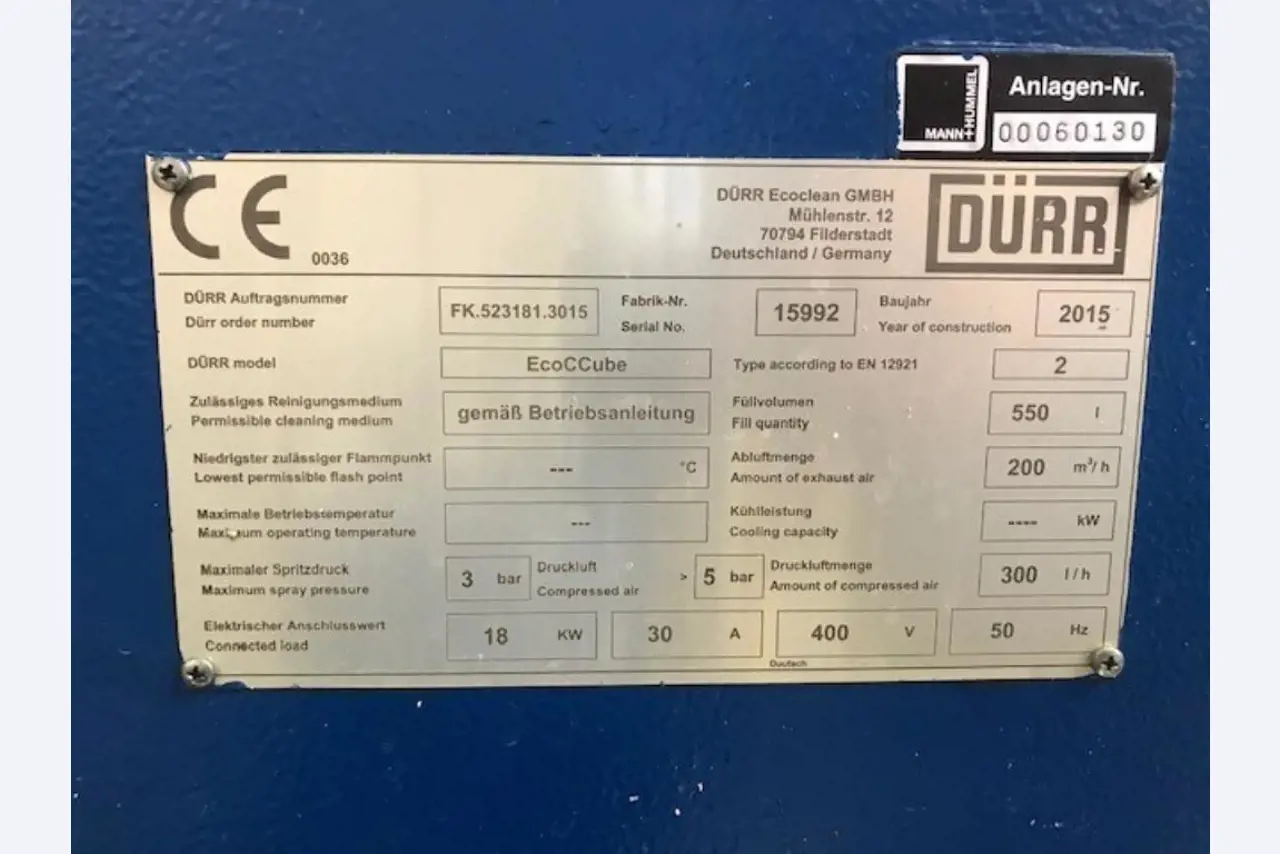 MANN+HUMMEL
Anlagen-Nr.
00060130
CE
0036
DÜRR Ecoclean GMBH
Mühlenstr. 12
70794 Filderstadt
Deutschland / Germany
DÜRR
DÜRR Auftragsnummer
Dürr order number
FK.523181.3015
Fabrik-Nr.
Serial No.
15992
Baujahr
Year of construction
2015
DÜRR model
EcoCCube
Type according to EN 12921
2
Zulässiges Reinigungsmedium
Permissible cleaning medium
gemäß Betriebsanleitung
Füllvolumen
Fill quantity
550 l
Niedrigster zulässiger Flammpunkt
Lowest permissible flash point
--- °C
Abluftmenge
Amount of exhaust air
200 m³/h
Maximale Betriebstemperatur
Maximum operating temperature
---
Kühlleistung
Cooling capacity
---- kW
Maximaler Spritzdruck
Maximum spray pressure
3 bar
Druckluft
Compressed air
> 5 bar
Druckluftmenge
Amount of compressed air
300 l/h
Elektrischer Anschlusswert
Connected load
18 KW
30 A
400 V
50 Hz